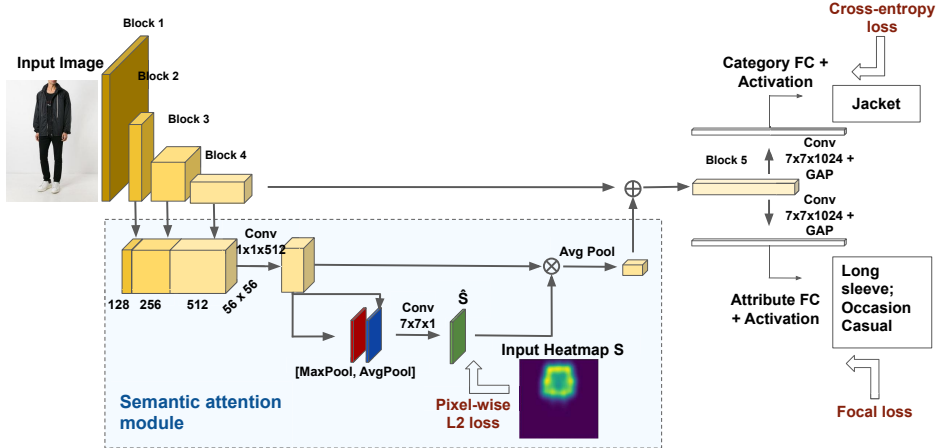 Block 1
Input Image
Block 2
Block 3
Block 4
Cross-entropy
loss
Category FC +
Activation
Jacket
Conv
7x7x1024 +
GAP
Block 5
Conv
7x7x1024 +
GAP
Attribute FC
+ Activation
Long
sleeve;
Occasion
Casual
Focal loss
Conv
1x1x512
128
256
512
56 x 56
Avg Pool
Conv
7x7x1
Ŝ
[MaxPool, AvgPool]
Input Heatmap S
Pixel-wise
L2 loss
Semantic attention
module